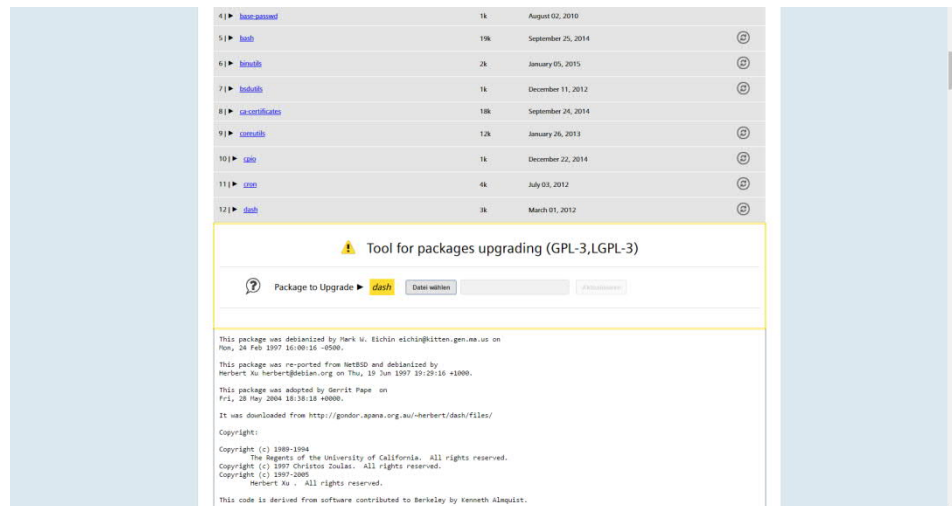 4 | ► base-passwd 1k August 02, 2010
5 | ► bash 19k September 25, 2014
6 | ► binutils 2k January 05, 2015
7 | ► bsdutils 1k December 11, 2012
8 | ► ca-certificates 18k September 24, 2014
9 | ► coreutils 12k January 26, 2013
10 | ► cpio 1k December 22, 2014
11 | ► cron 4k July 03, 2012
12 | ► dash 3k March 01, 2012
Tool for packages upgrading (GPL-3,LGPL-3)
Package to Upgrade ► dash Datei wählen
This package was debianized by Mark W. Eichin eichin@kitten.gen.ma.us on
Mon, 24 Feb 1997 16:00:16 -0500.
This package was re-ported from NetBSD and debianized by
Herbert Xu herbert@debian.org on Thu, 19 Jun 1997 19:29:16 +1000.
This package was adopted by Gerrit Pape on
Fri, 28 May 2004 18:38:18 +0000.
It was downloaded from http://gondor.apana.org.au/~herbert/dash/files/
Copyright:
Copyright (c) 1989-1994
The Regents of the University of California. All rights reserved.
Copyright (c) 1997 Christos Zoulas. All rights reserved.
Copyright (c) 1997-2005
Herbert Xu . All rights reserved.
This code is derived from software contributed to Berkeley by Kenneth Almquist.